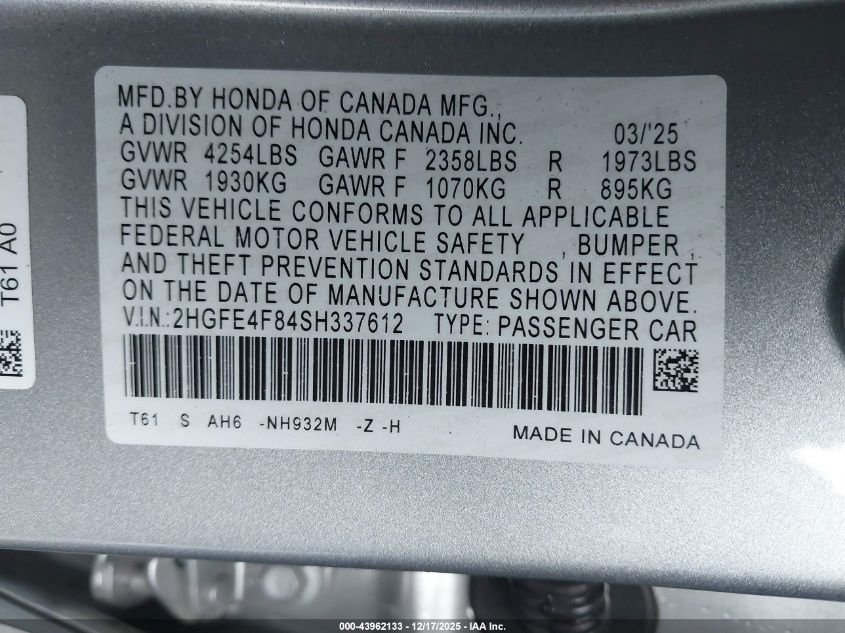 MFD.BY HONDA OF CANADA MFG.,
A DIVISION OF HONDA CANADA INC. 03/'25
GVWR 4254LBS GAWR F 2358LBS R 1973LBS
GVWR 1930KG GAWR F 1070KG R 895KG
THIS VEHICLE CONFORMS TO ALL APPLICABLE
FEDERAL MOTOR VEHICLE SAFETY , BUMPER ,
AND THEFT PREVENTION STANDARDS IN EFFECT
ON THE DATE OF MANUFACTURE SHOWN ABOVE.
V.I.N.:2HGFE4F84SH337612 TYPE: PASSENGER CAR
T61 S AH6 -NH932M -Z -H
MADE IN CANADA
T61 A0
000-43962133 - 12/17/2025 - IAA Inc.